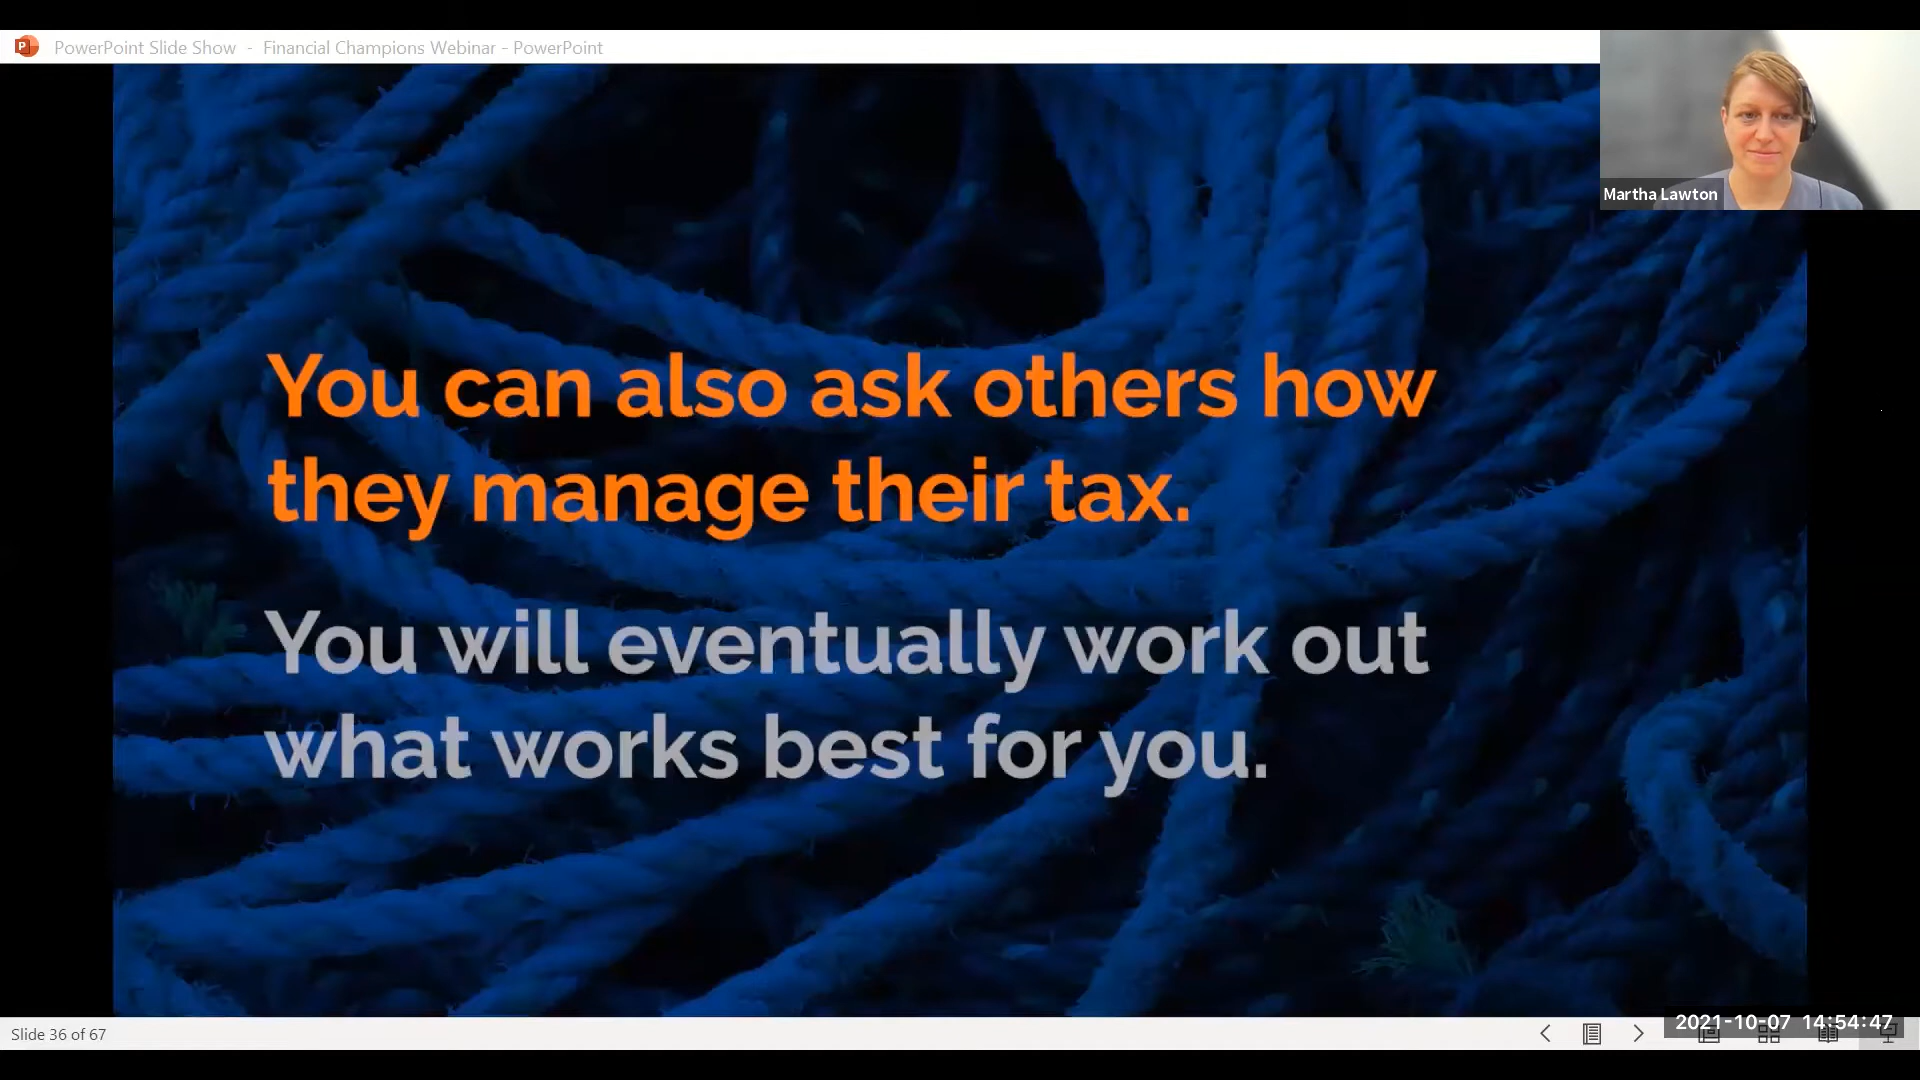 PowerPoint Slide Show - Financial Champions Webinar - PowerPoint
Martha Lawton
You can also ask others how
they manage their tax.
You will eventually work out
what works best for you.
Slide 36 of 67
2021-10-07 14:54:47